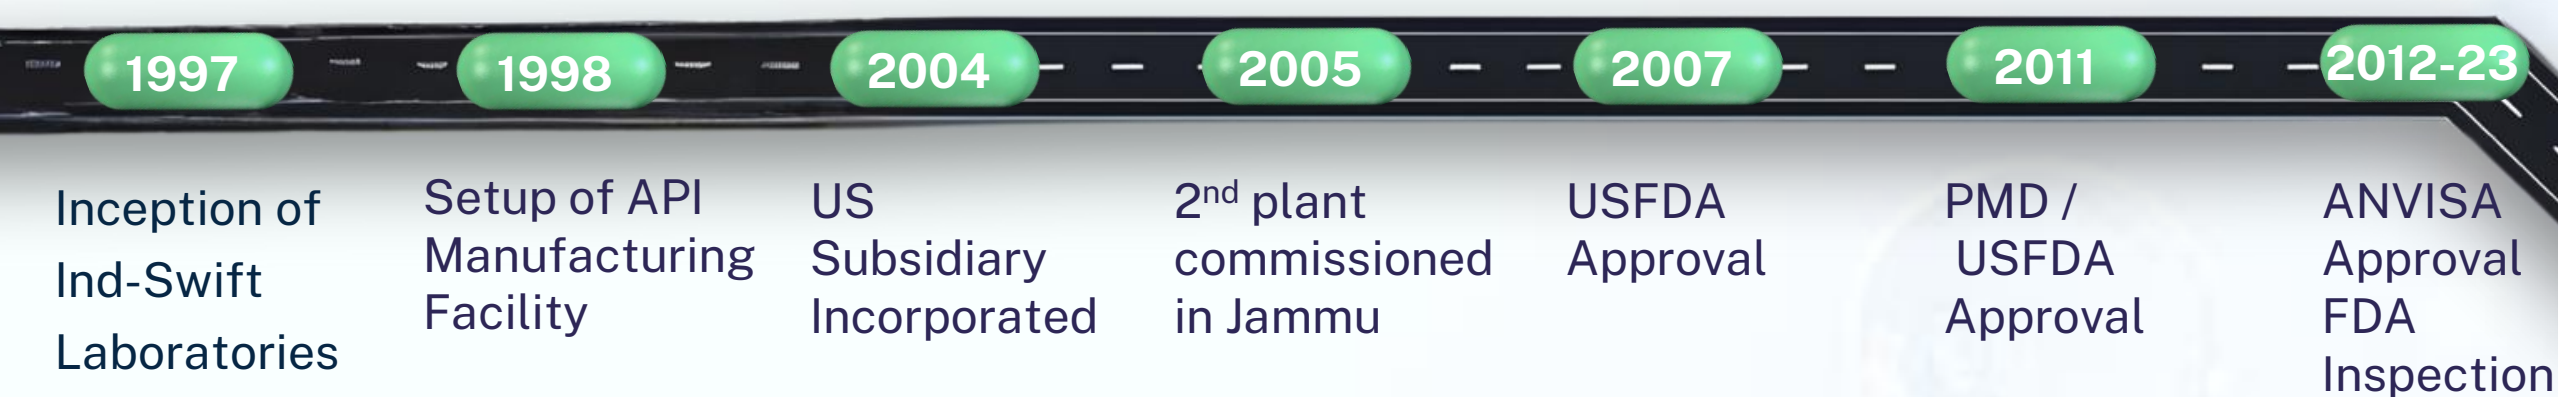 1997
1998
2004
2005
2007
2011
2012-23
Inception of
Ind-Swift
Laboratories
Setup of API
Manufacturing
Facility
US
Subsidiary
Incorporated
2nd plant
commissioned
in Jammu
USFDA
Approval
PMD /
USFDA
Approval
ANVISA
Approval
FDA
Inspection